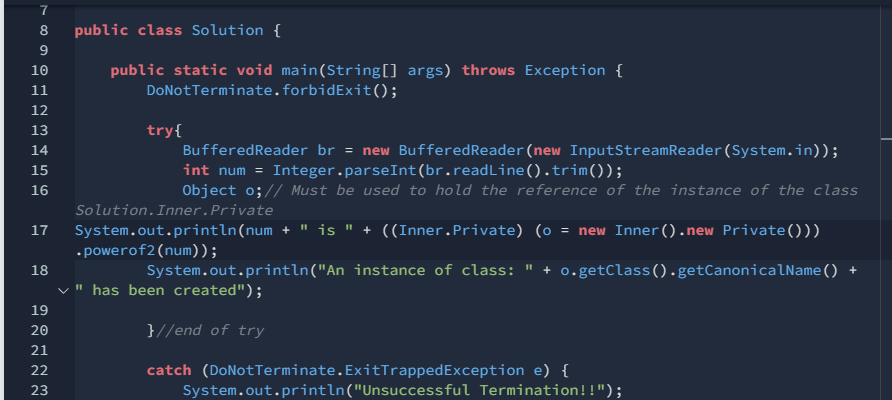 7
8 public class Solution {
9
10 public static void main(String[] args) throws Exception {
11 DoNotTerminate.forbidExit();
12
13 try{
14 BufferedReader br = new BufferedReader(new InputStreamReader(System.in));
15 int num = Integer.parseInt(br.readLine().trim());
16 Object o;// Must be used to hold the reference of the instance of the class
Solution.Inner.Private
17 System.out.println(num + " is " + ((Inner.Private) (o = new Inner().new Private()))
.powerof2(num));
18 System.out.println("An instance of class: " + o.getClass().getCanonicalName() +
" has been created");
19
20 }//end of try
21
22 catch (DoNotTerminate.ExitTrappedException e) {
23 System.out.println("Unsuccessful Termination!!");